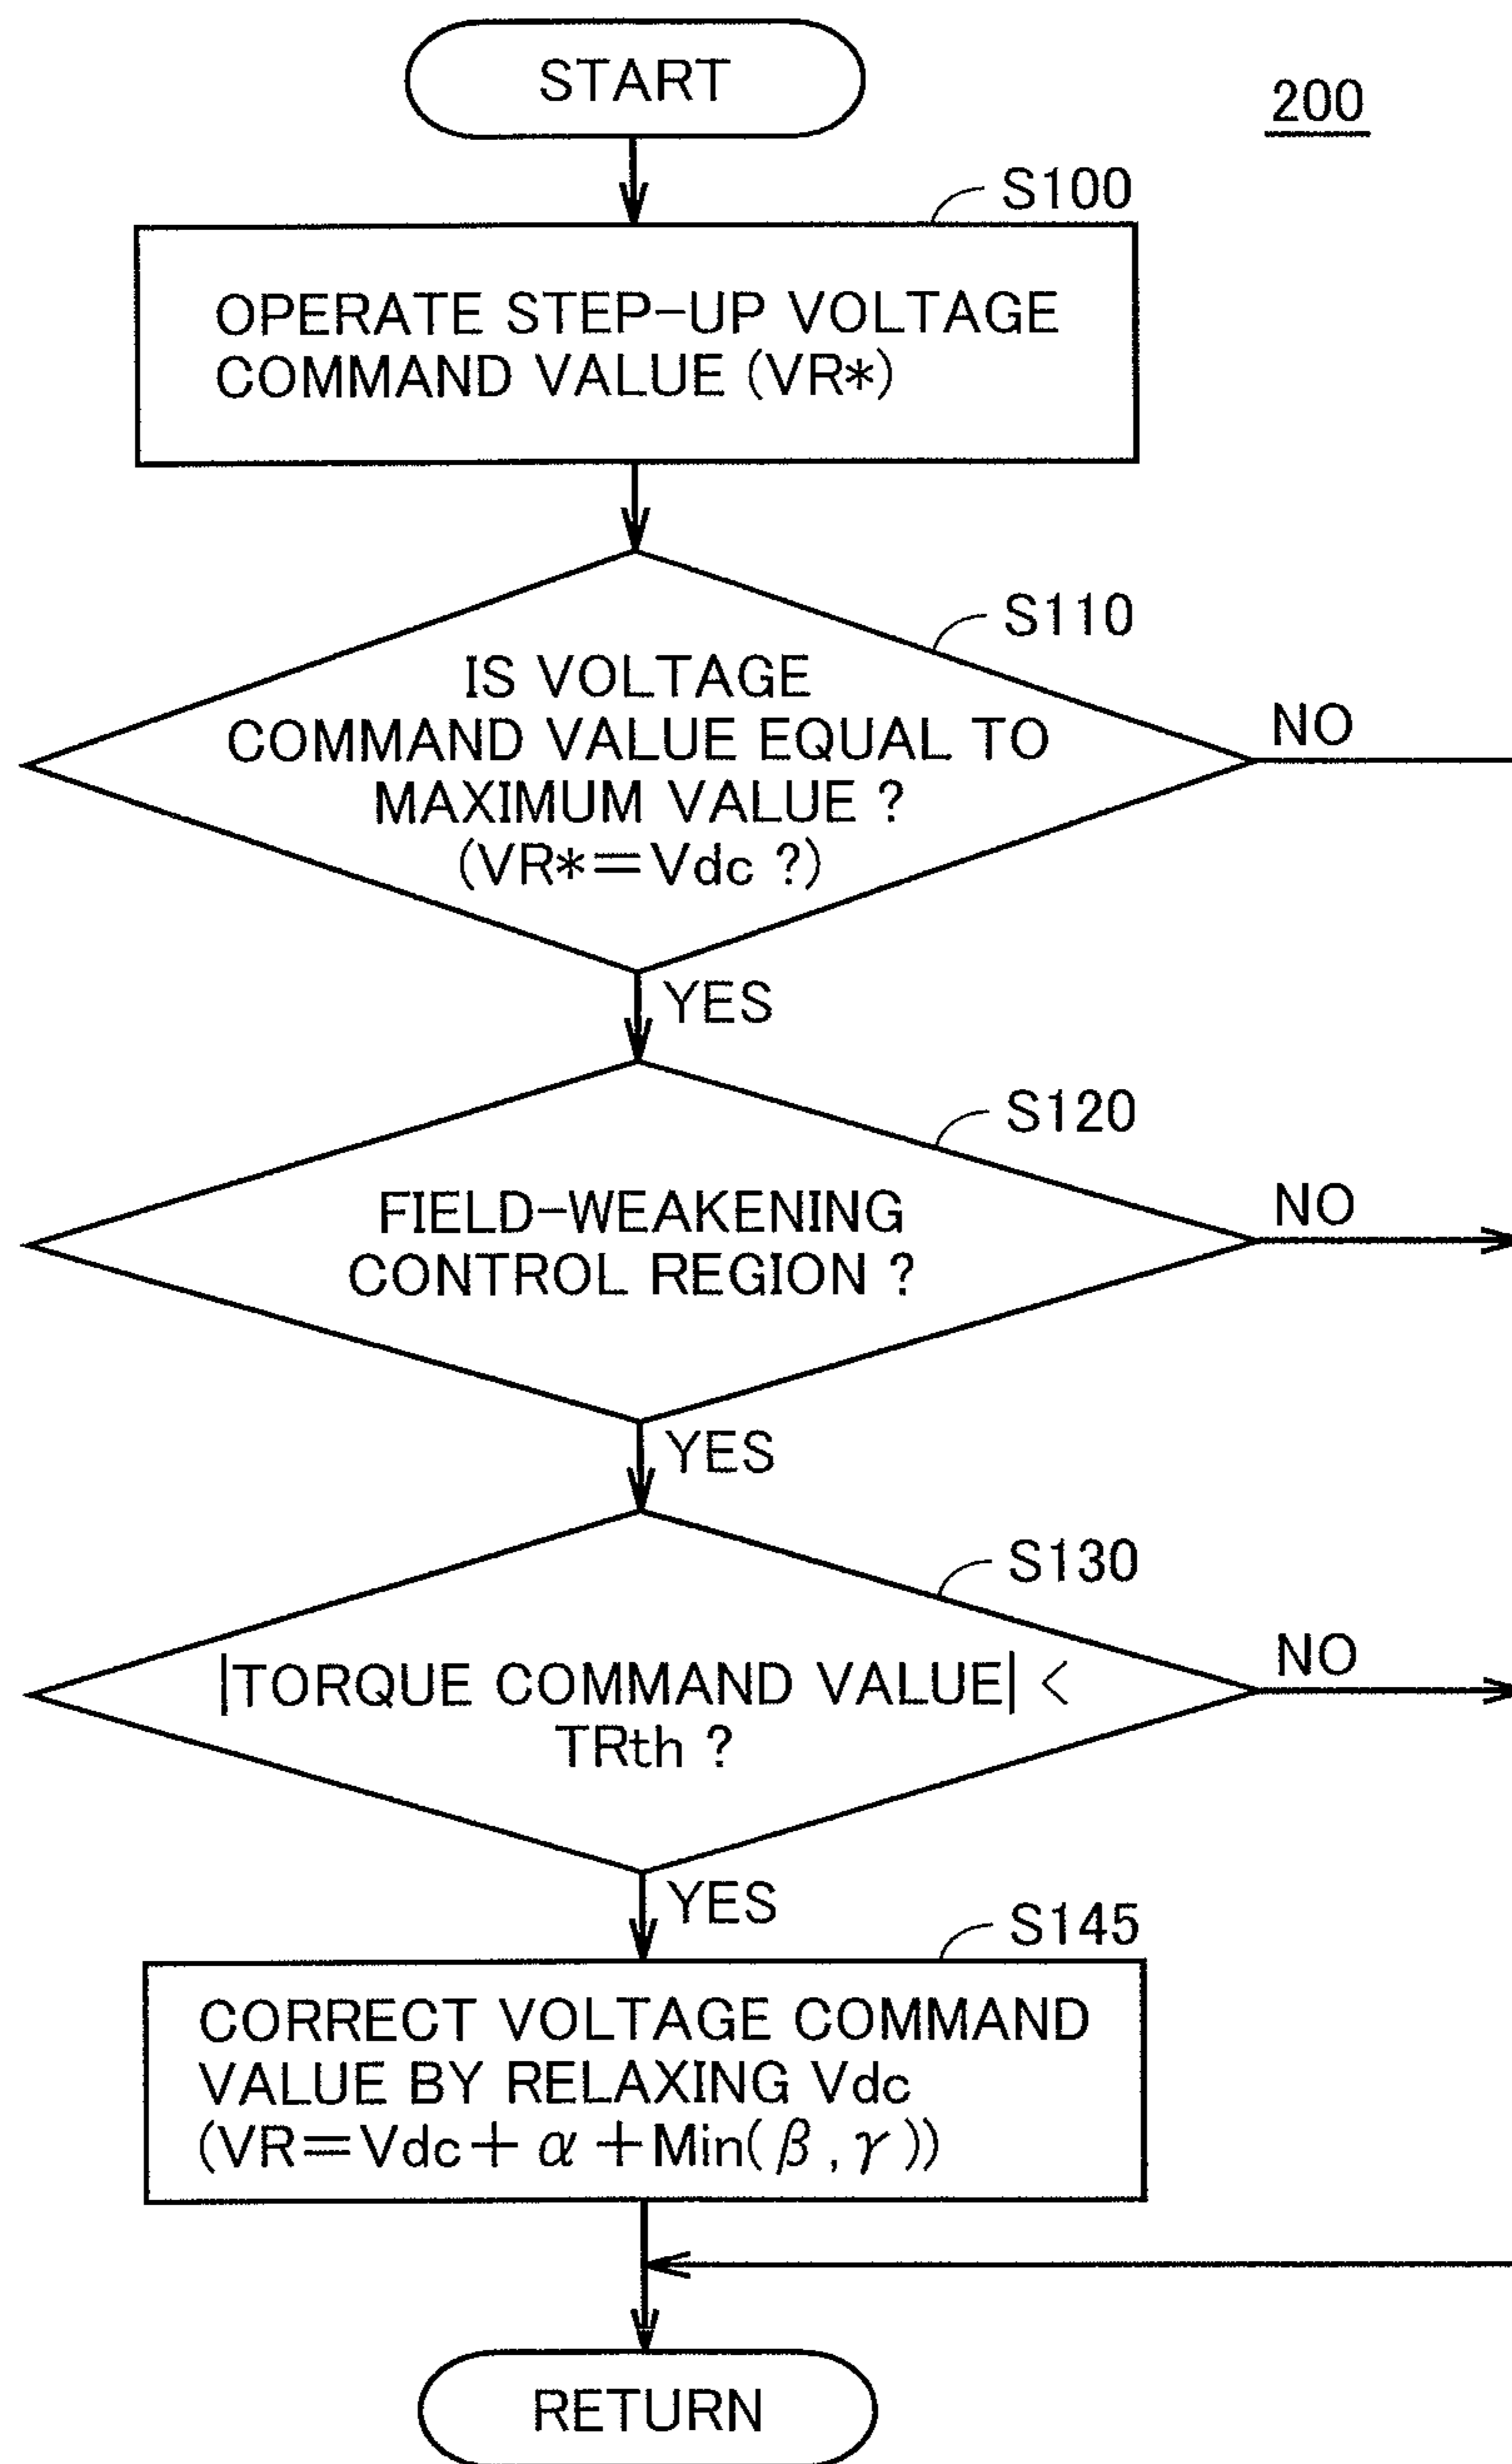 START
200
S100
OPERATE STEP-UP VOLTAGE
COMMAND VALUE (VR*)
S110
IS VOLTAGE
COMMAND VALUE EQUAL TO
MAXIMUM VALUE ?
(VR*=Vdc ?)
NO
YES
S120
FIELD-WEAKENING
CONTROL REGION ?
NO
YES
S130
|TORQUE COMMAND VALUE| <
TRth ?
NO
YES
S145
CORRECT VOLTAGE COMMAND
VALUE BY RELAXING Vdc
(VR=Vdc+α+Min(β,γ))
RETURN